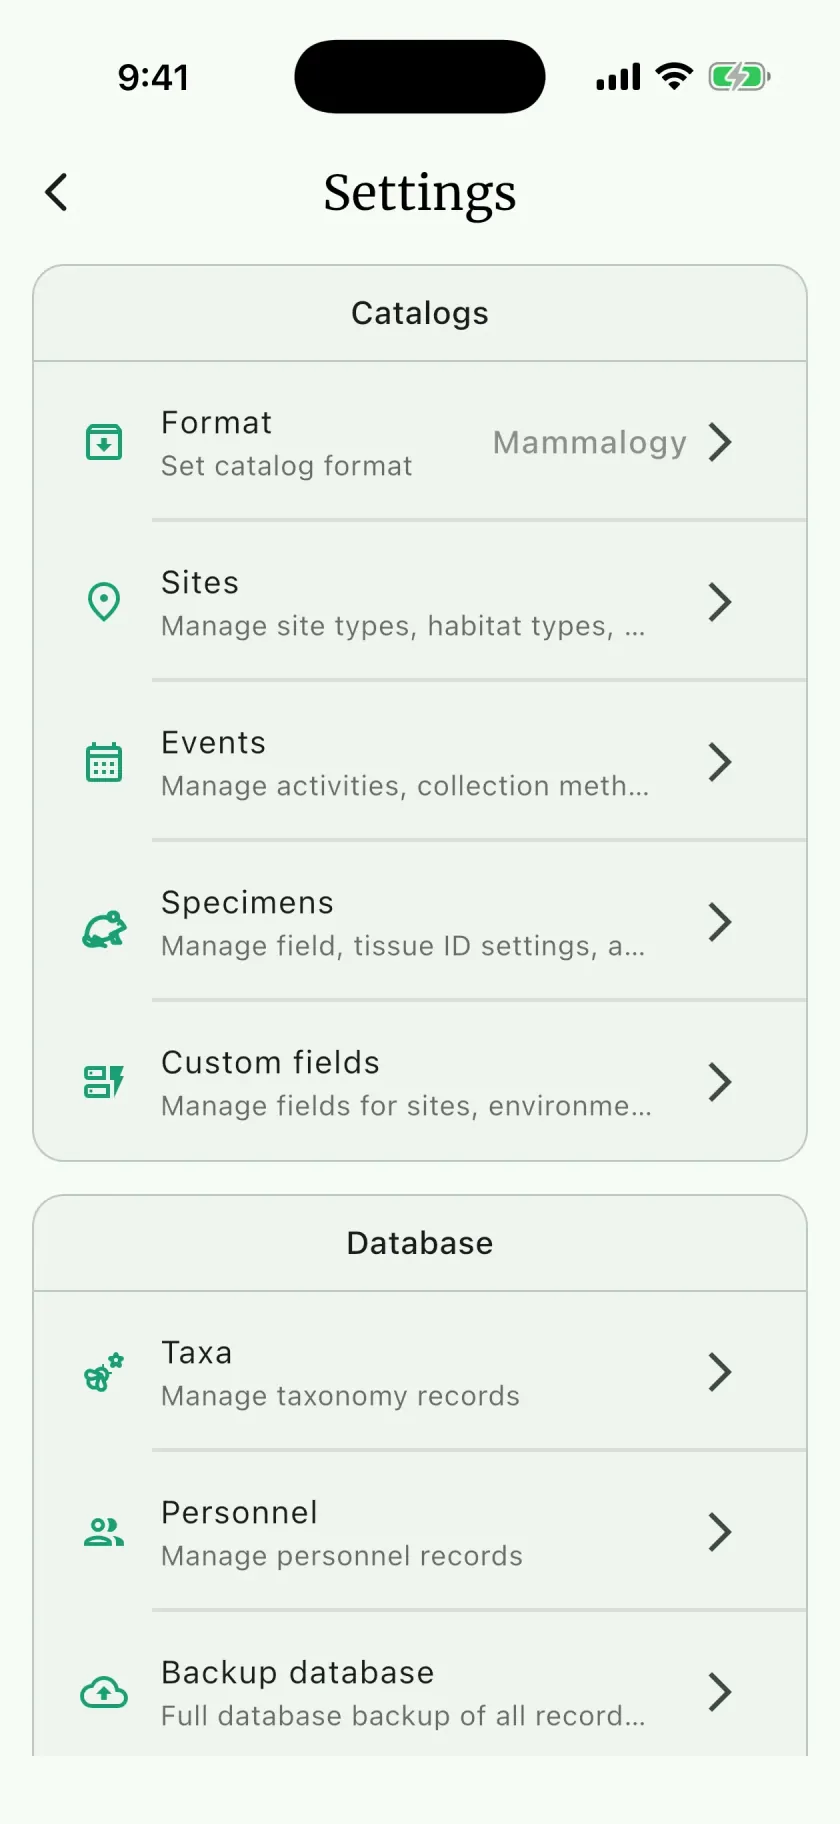 9:41
Settings
Catalogs
Format
Set catalog format
Mammalogy
Sites
Manage site types, habitat types, ...
Events
Manage activities, collection meth...
Specimens
Manage field, tissue ID settings, a...
Custom fields
Manage fields for sites, environme...
Database
Taxa
Manage taxonomy records
Personnel
Manage personnel records
Backup database
Full database backup of all record...